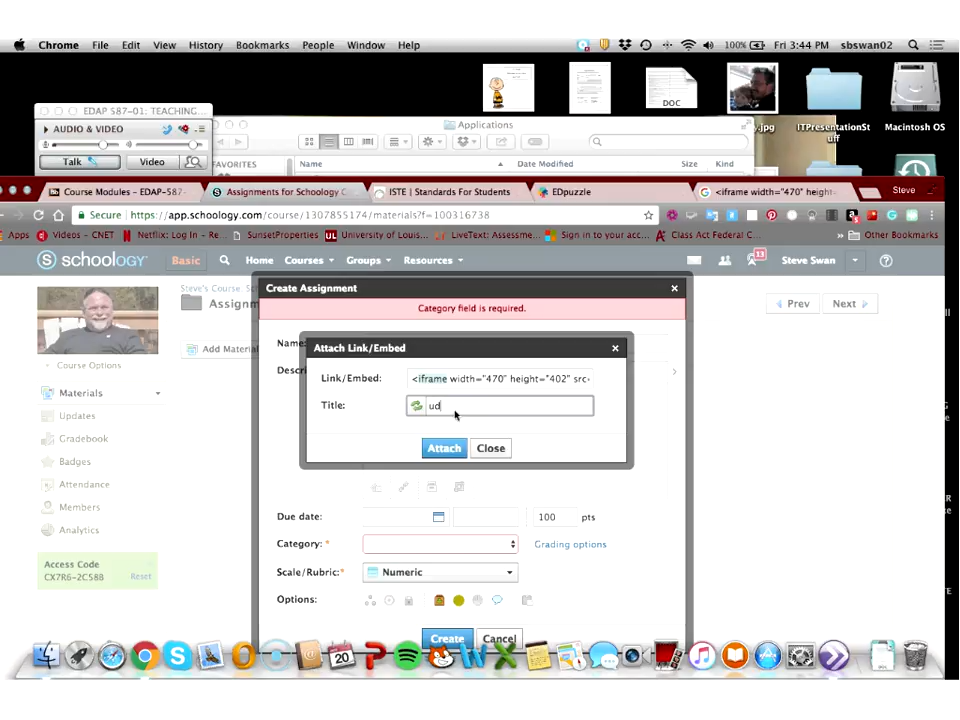 Chrome File Edit View History Bookmarks People Window Help 100% Fri 3:44 PM sbswan02
DOC
EDAP 587-01: TEACHING...
Applications
AUDIO & VIDEO
y.jpg ITPresentationSt uff Macintosh OS
Talk Video
FAVORITES Name Date Modified Size Kind
Course Modules – EDAP-587- Assignments for Schoology C ISTE | Standards For Students EDpuzzle <iframe width="470" height= Steve
Secure https://app.schoology.com/course/1307855174/materials?f=100316738
Apps Videos - CNET Netflix: Log In - Re... SunsetProperties UL University of Louis... LiveText: Assessme... Sign in to your acc... Class Act Federal C... » Other Bookmarks
S schoology Basic Home Courses Groups Resources 13 Steve Swan
Steve's Course.
Create Assignment
Assignm
Prev Next
Category field is required.
Name:
Add Material
Attach Link/Embed
Course Options
Descri
Link/Embed: <iframe width="470" height="402" src=
Materials
Title: ud
Updates
Gradebook
Attach Close
Badges
Attendance
Members
Due date: 100 pts
Analytics
Category: * Grading options
Access Code
CX7R6-2C58B Reset
Scale/Rubric:* Numeric
Options:
Create Cancel
20